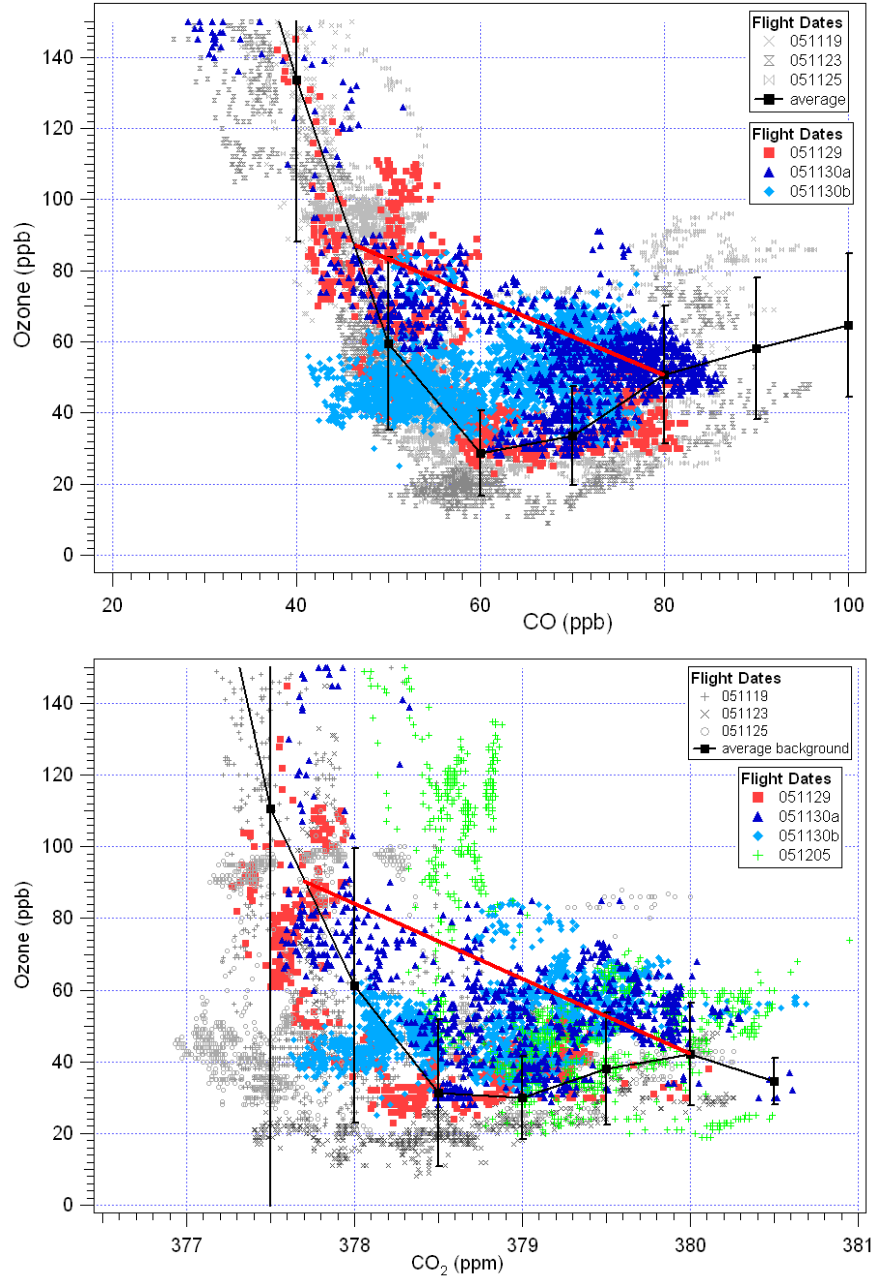 Flight Dates
051119
051123
051125
average
Flight Dates
051129
051130a
051130b
140
120
100
80
60
40
20
0
Ozone (ppb)
20
40
60
80
100
CO (ppb)
Flight Dates
051119
051123
051125
average background
Flight Dates
051129
051130a
051130b
051205
140
120
100
80
60
40
20
0
Ozone (ppb)
377
378
379
380
381
CO₂ (ppm)